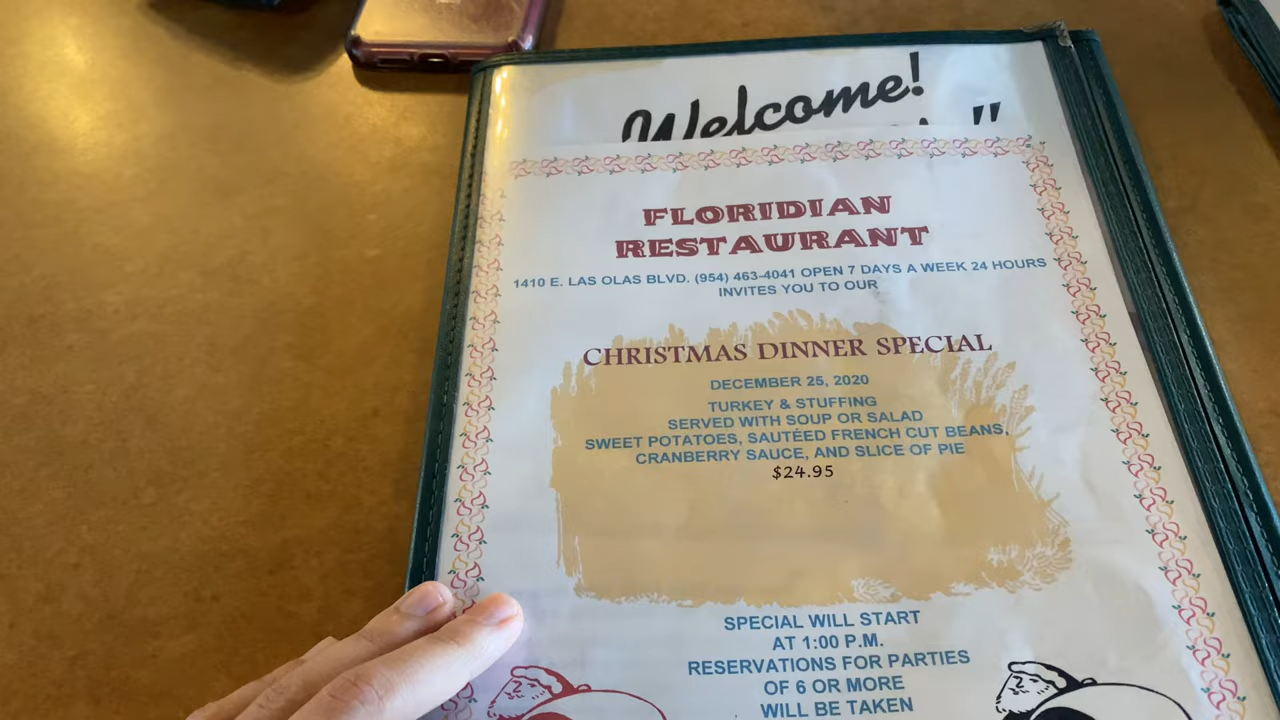 Welcome!
"
FLORIDIAN
RESTAURANT
1410 E. LAS OLAS BLVD. (954) 463-4041 OPEN 7 DAYS A WEEK 24 HOURS
INVITES YOU TO OUR
CHRISTMAS DINNER SPECIAL
DECEMBER 25, 2020
TURKEY & STUFFING
SERVED WITH SOUP OR SALAD
SWEET POTATOES, SAUTÉED FRENCH CUT BEANS,
CRANBERRY SAUCE, AND SLICE OF PIE
$24.95
SPECIAL WILL START
AT 1:00 P.M.
RESERVATIONS FOR PARTIES
OF 6 OR MORE
WILL BE TAKEN